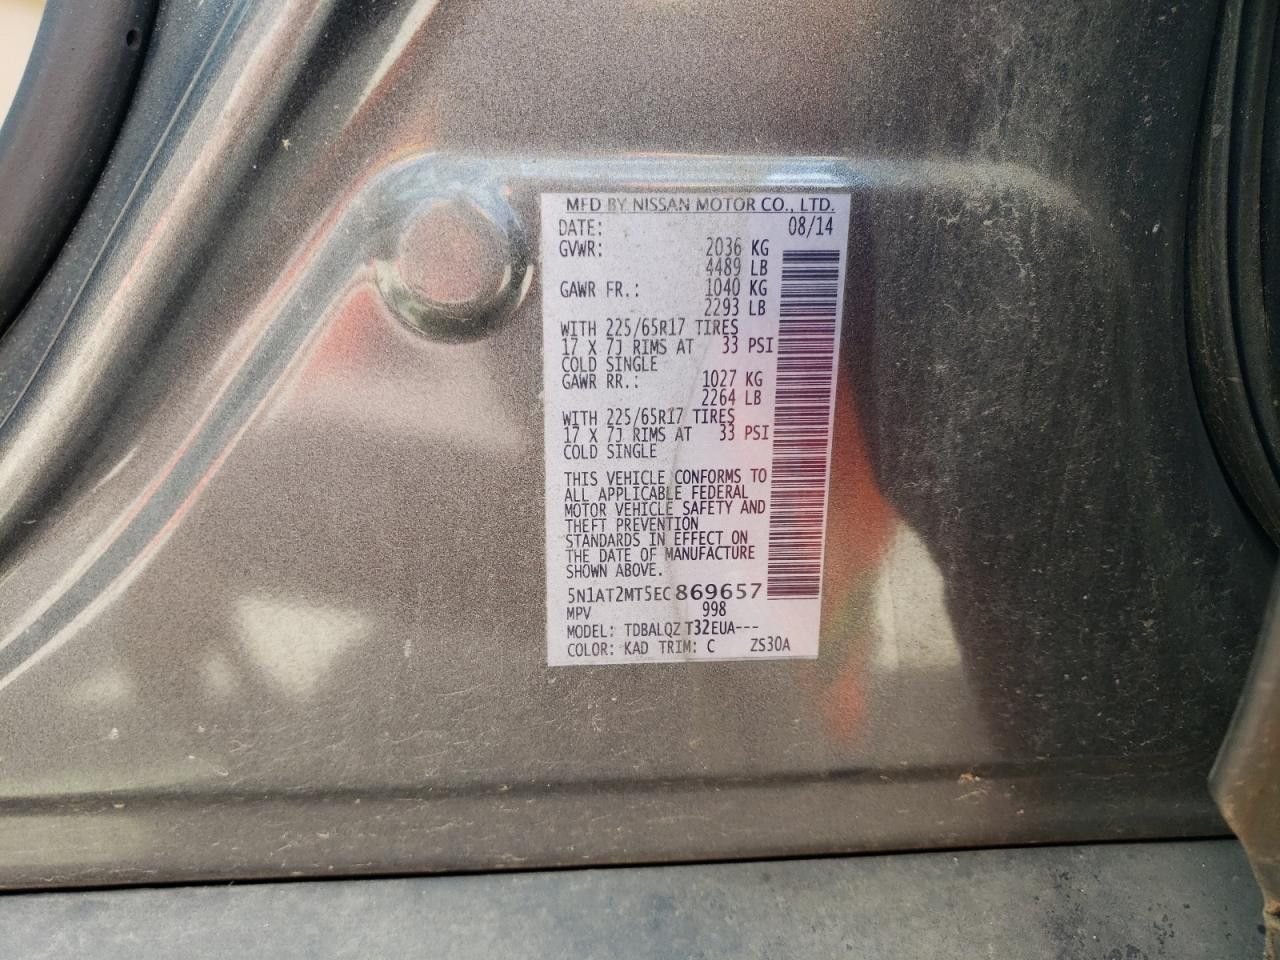 MFD BY NISSAN MOTOR CO., LTD.
DATE: 08/14
GVWR: 2036 KG
4489 LB
GAWR FR.: 1040 KG
2293 LB
WITH 225/65R17 TIRES
17 X 7J RIMS AT 33 PSI
COLD SINGLE
GAWR RR.: 1027 KG
2264 LB
WITH 225/65R17 TIRES
17 X 7J RIMS AT 33 PSI
COLD SINGLE
THIS VEHICLE CONFORMS TO
ALL APPLICABLE FEDERAL
MOTOR VEHICLE SAFETY AND
THEFT PREVENTION
STANDARDS IN EFFECT ON
THE DATE OF MANUFACTURE
SHOWN ABOVE.
5N1AT2MT5EC869657
MPV 998
MODEL: TDBALQZ T32EUA---
COLOR: KAD TRIM: C ZS30A